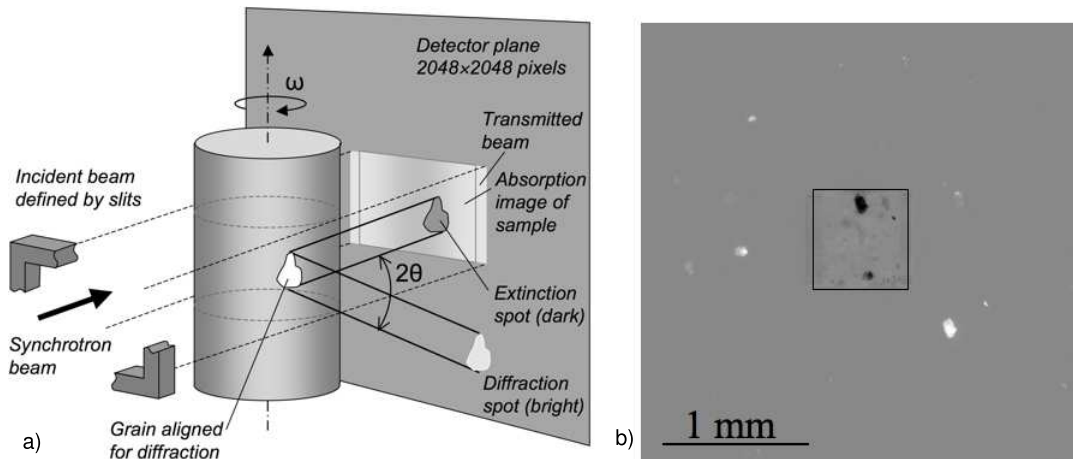 Detector plane
2048×2048 pixels
ω
Transmitted
beam
Incident beam
defined by slits
Absorption
image of
sample
2θ
Extinction
spot (dark)
Synchrotron
beam
Diffraction
spot (bright)
Grain aligned
for diffraction
a)
b)
1 mm